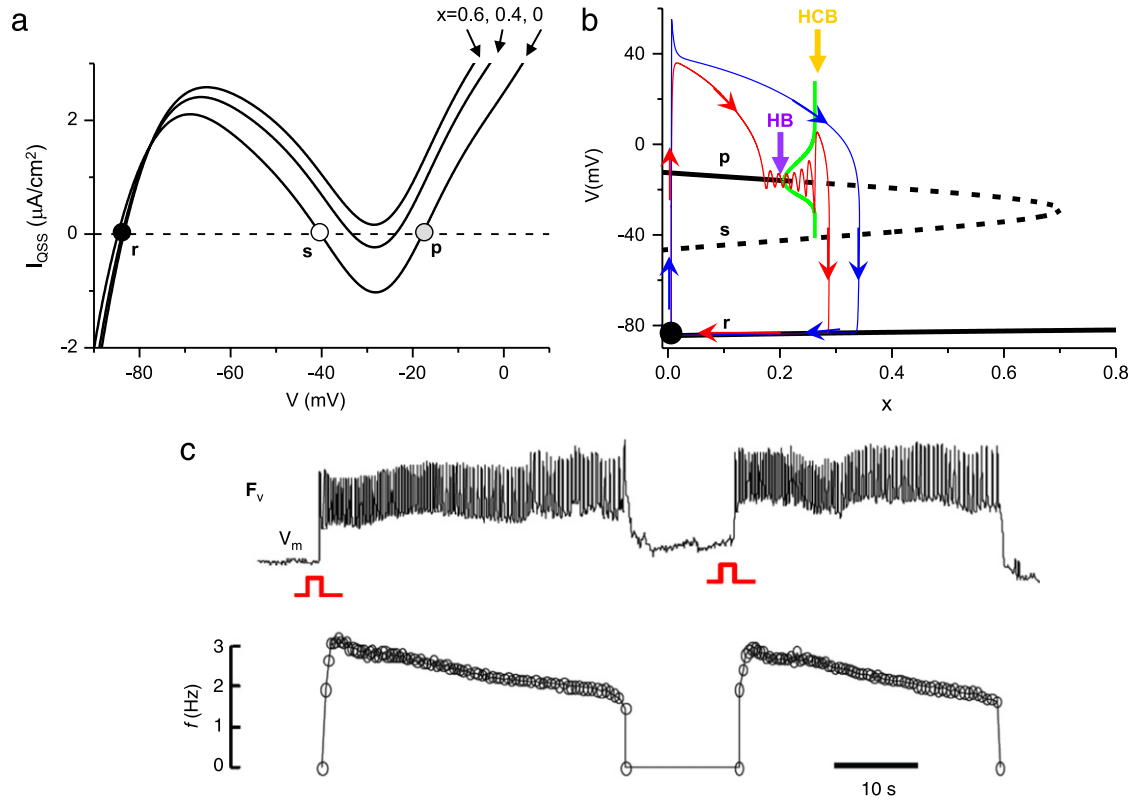 a
x=0.6, 0.4, 0
I_QSS (μA/cm²)
2
0
-2
r
s
p
-80
-60
-40
-20
0
V (mV)
b
HCB
HB
V(mV)
40
0
-40
-80
p
s
r
0.0
0.2
0.4
0.6
0.8
x
c
F_v
V_m
f (Hz)
3
2
1
0
10 s